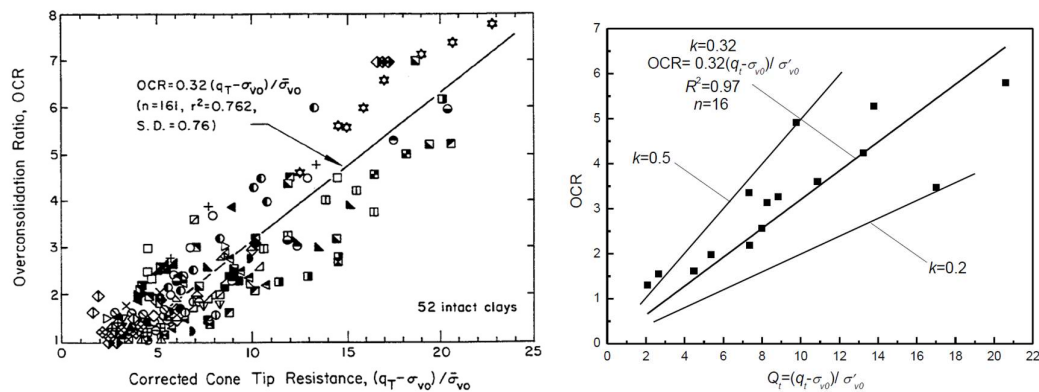 8
7
6
5
4
3
2
1
0
5
10
15
20
25
Overconsolidation Ratio, OCR
OCR=0.32 (qT-σvo)/σ̄vo
(n=161, r²=0.762,
S.D.=0.76)
52 intact clays
Corrected Cone Tip Resistance, (qT-σvo)/σ̄vo
7
6
5
4
3
2
1
0
0
2
4
6
8
10
12
14
16
18
20
22
OCR
k=0.32
OCR= 0.32(qt-σv0)/ σ'v0
R²=0.97
n=16
k=0.5
k=0.2
Qt=(qt-σv0)/ σ'v0